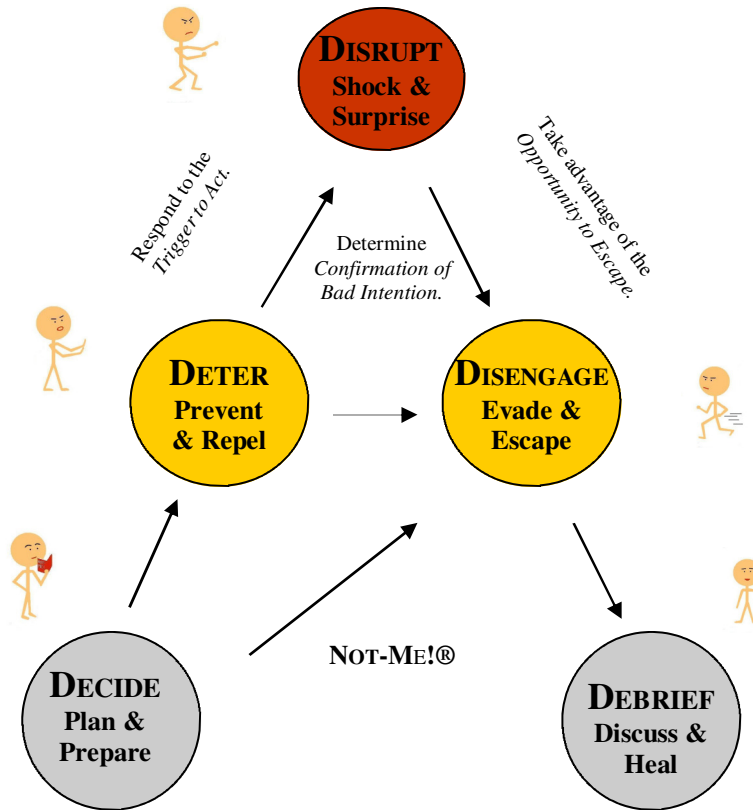 DISRUPT
Shock &
Surprise
Respond to the
Trigger to Act.
Take advantage of the
Opportunity to Escape.
Determine
Confirmation of
Bad Intention.
DETER
Prevent
& Repel
DISENGAGE
Evade &
Escape
NOT-ME!®
DECIDE
Plan &
Prepare
DEBRIEF
Discuss &
Heal